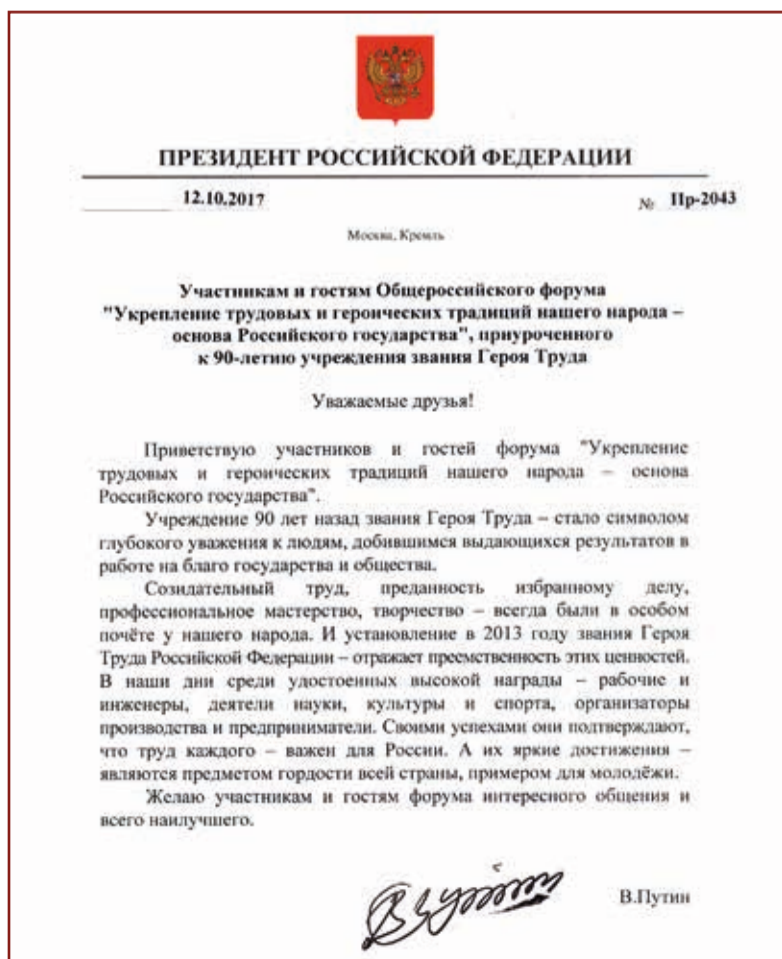 ПРЕЗИДЕНТ РОССИЙСКОЙ ФЕДЕРАЦИИ
12.10.2017
№ Пр-2043
Москва, Кремль
Участникам и гостям Общероссийского форума
"Укрепление трудовых и героических традиций нашего народа –
основа Российского государства", приуроченного
к 90-летию учреждения звания Героя Труда
Уважаемые друзья!
Приветствую участников и гостей форума "Укрепление
трудовых и героических традиций нашего народа – основа
Российского государства".
Учреждение 90 лет назад звания Героя Труда – стало символом
глубокого уважения к людям, добившимся выдающихся результатов в
работе на благо государства и общества.
Созидательный труд, преданность избранному делу,
профессиональное мастерство, творчество – всегда были в особом
почёте у нашего народа. И установление в 2013 году звания Героя
Труда Российской Федерации – отражает преемственность этих ценностей.
В наши дни среди удостоенных высокой награды – рабочие и
инженеры, деятели науки, культуры и спорта, организаторы
производства и предприниматели. Своими успехами они подтверждают,
что труд каждого – важен для России. А их яркие достижения –
являются предметом гордости всей страны, примером для молодёжи.
Желаю участникам и гостям форума интересного общения и
всего наилучшего.
В.Путин